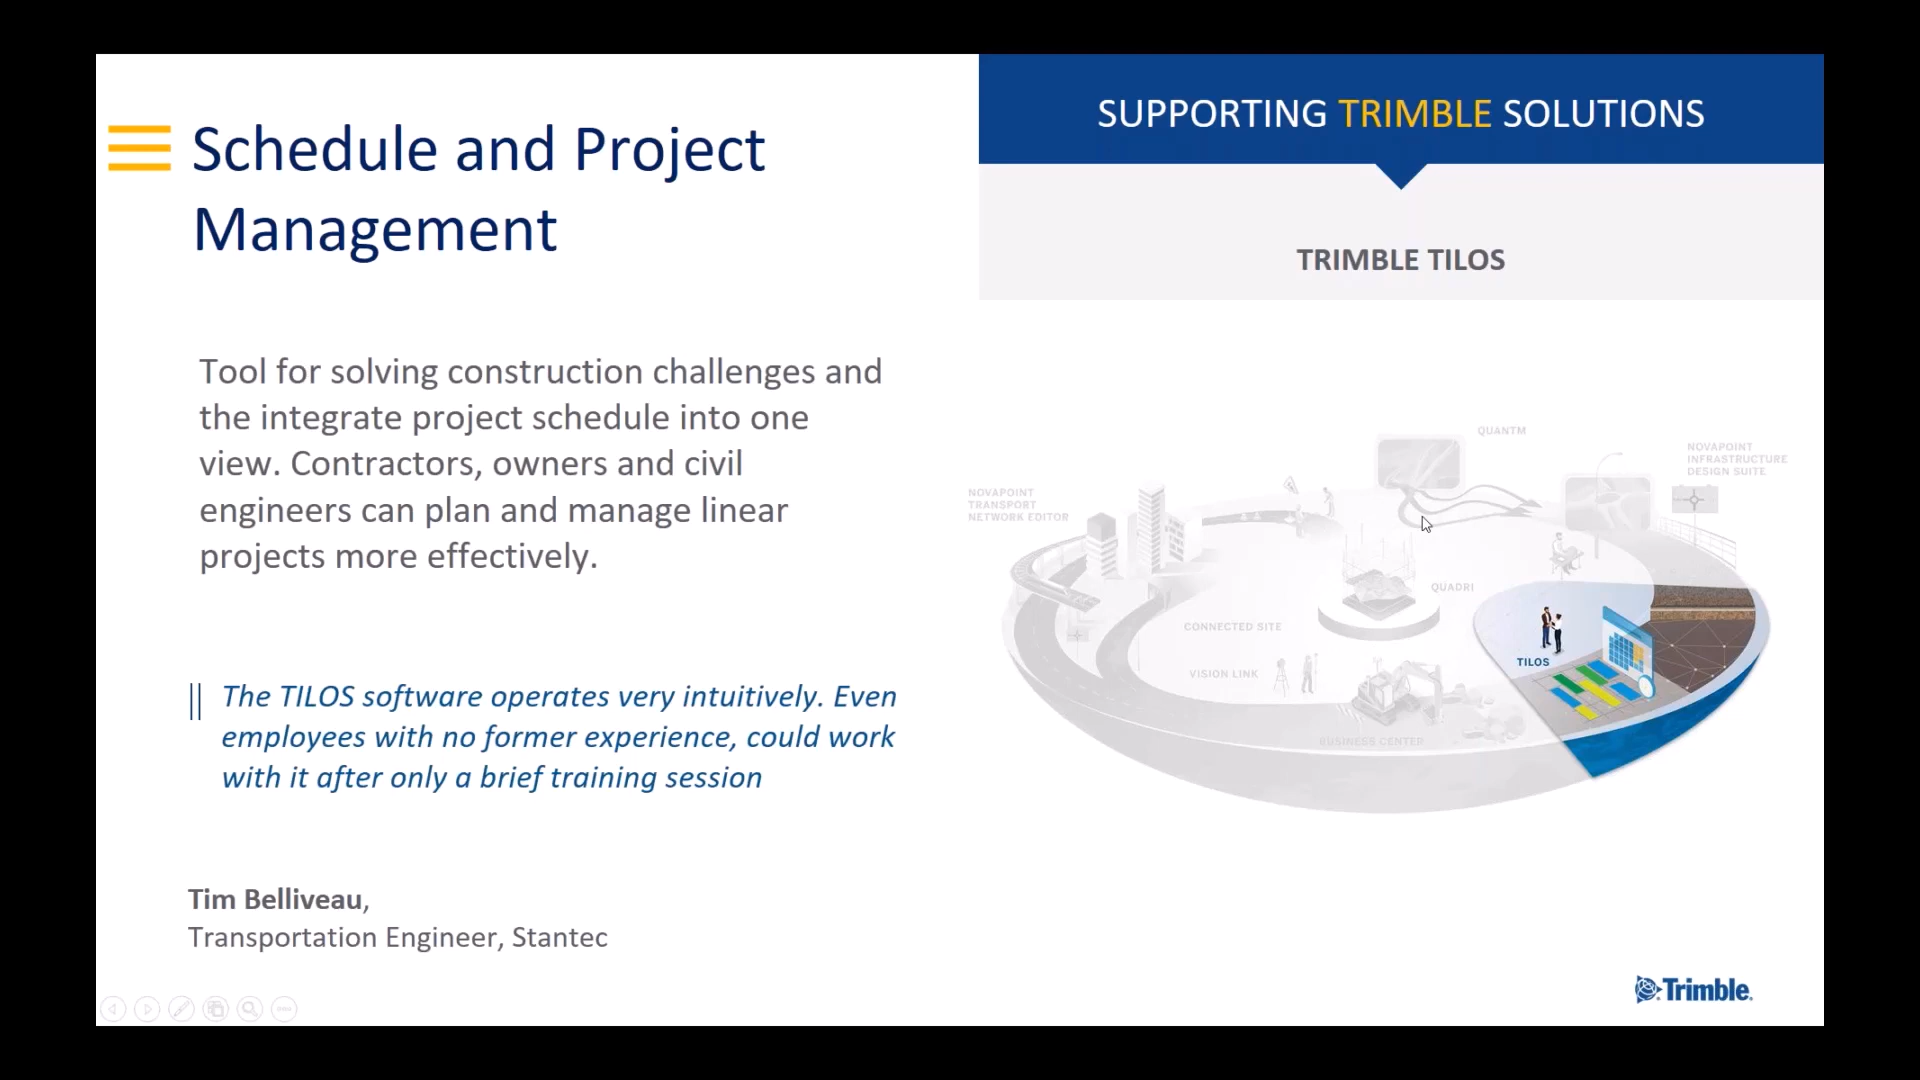 Schedule and Project
Management
Tool for solving construction challenges and
the integrate project schedule into one
view. Contractors, owners and civil
engineers can plan and manage linear
projects more effectively.
The TILOS software operates very intuitively. Even
employees with no former experience, could work
with it after only a brief training session
Tim Belliveau,
Transportation Engineer, Stantec
SUPPORTING TRIMBLE SOLUTIONS
TRIMBLE TILOS
QUANTM
NOVAPOINT
INFRASTRUCTURE
DESIGN SUITE
NOVAPOINT
TRANSPORT
NETWORK EDITOR
QUADRI
CONNECTED SITE
VISION LINK
TILOS
BUSINESS CENTER
Trimble